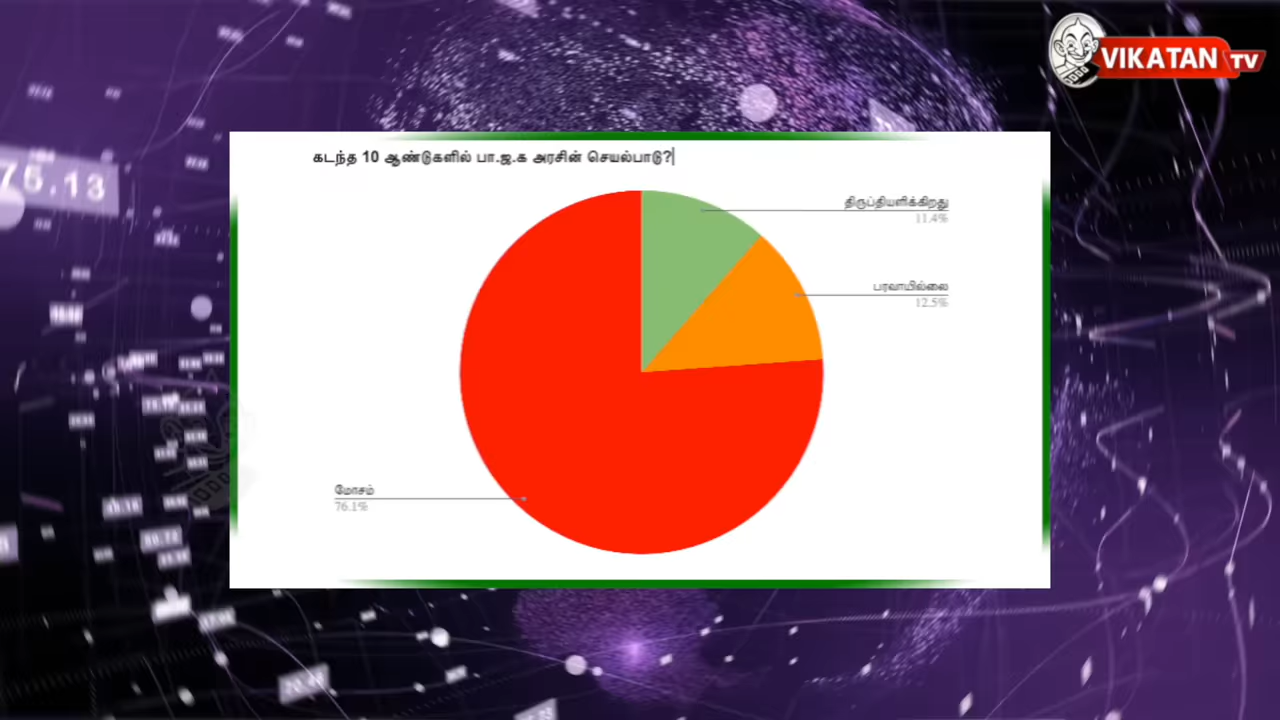 VIKATAN TV
75.13
கடந்த 10 ஆண்டுகளில் பா.ஜ.க அரசின் செயல்பாடு?
திருப்தியளிக்கிறது
11.4%
பரவாயில்லை
12.5%
மோசம்
76.1%